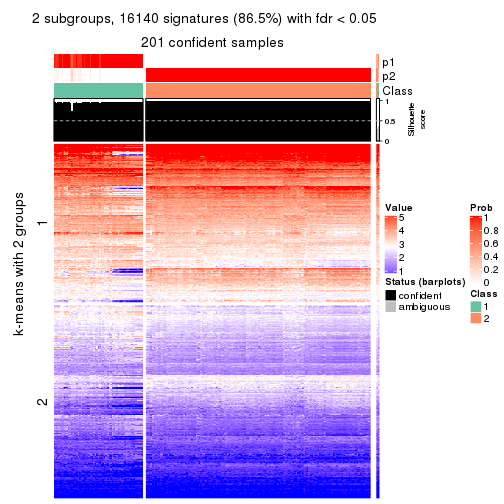 2 subgroups, 16140 signatures (86.5%) with fdr < 0.05
201 confident samples
p1
p2
Class
1
0.5
0
Silhouette
score
k-means with 2 groups
1
2
Value
5
4
3
2
1
Status (barplots)
confident
ambiguous
Prob
1
0.8
0.6
0.4
0.2
0
Class
1
2